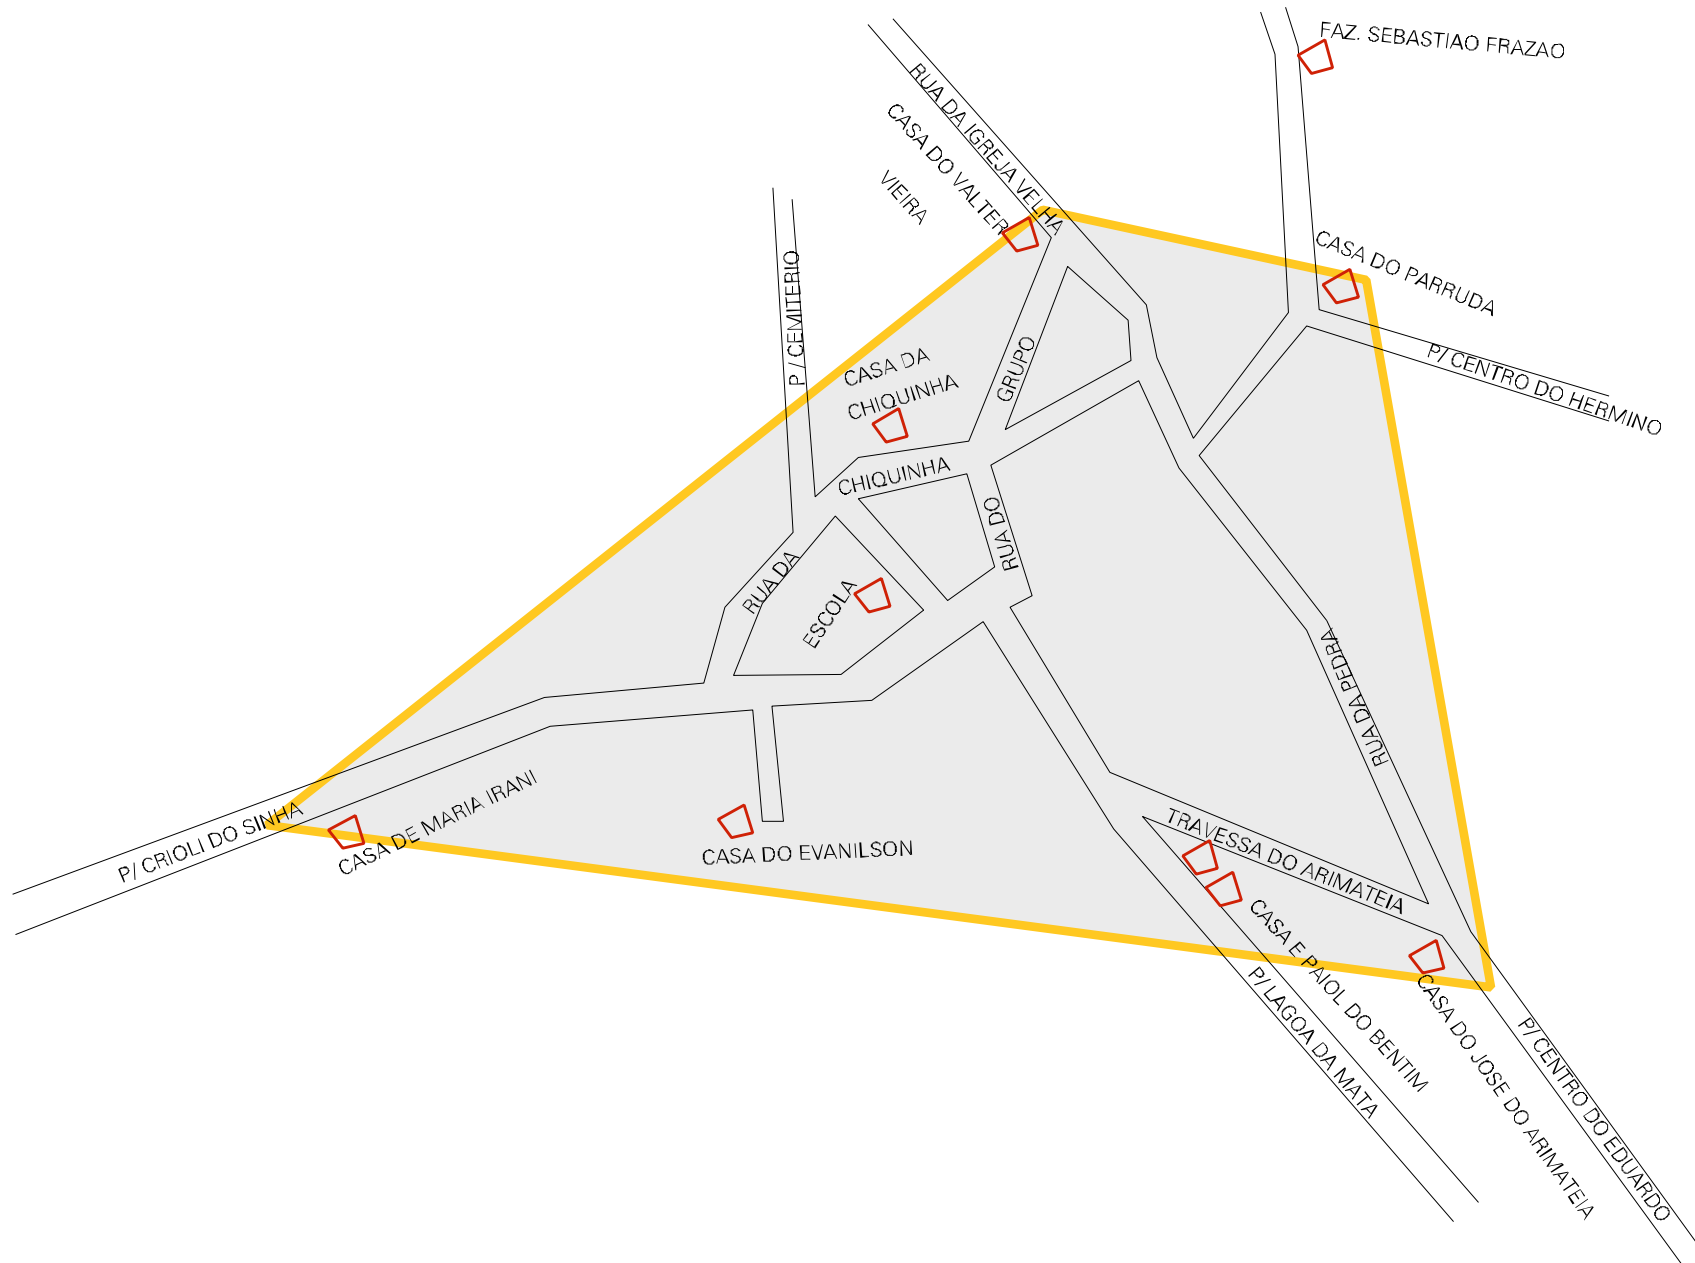 FAZ. SEBASTIAO FRAZAO
RUA DA IGREJA VELHA
CASA DO VALTER
VIEIRA
CASA DO PARRUDA
P / CEMITERIO
P/ CENTRO DO HERMINO
CASA DA
CHIQUINHA
GRUPO
CHIQUINHA
RUA DO
RUA DA
ESCOLA
RUA DA PEDRA
P/ CRIOLI DO SINHA
CASA DE MARIA IRANI
CASA DO EVANILSON
TRAVESSA DO ARIMATEIA
CASA E PAIOL DO BENTIM
P/ LAGOA DA MATA
CASA DO JOSE DO ARIMATEIA
P/ CENTRO DO EDUARDO